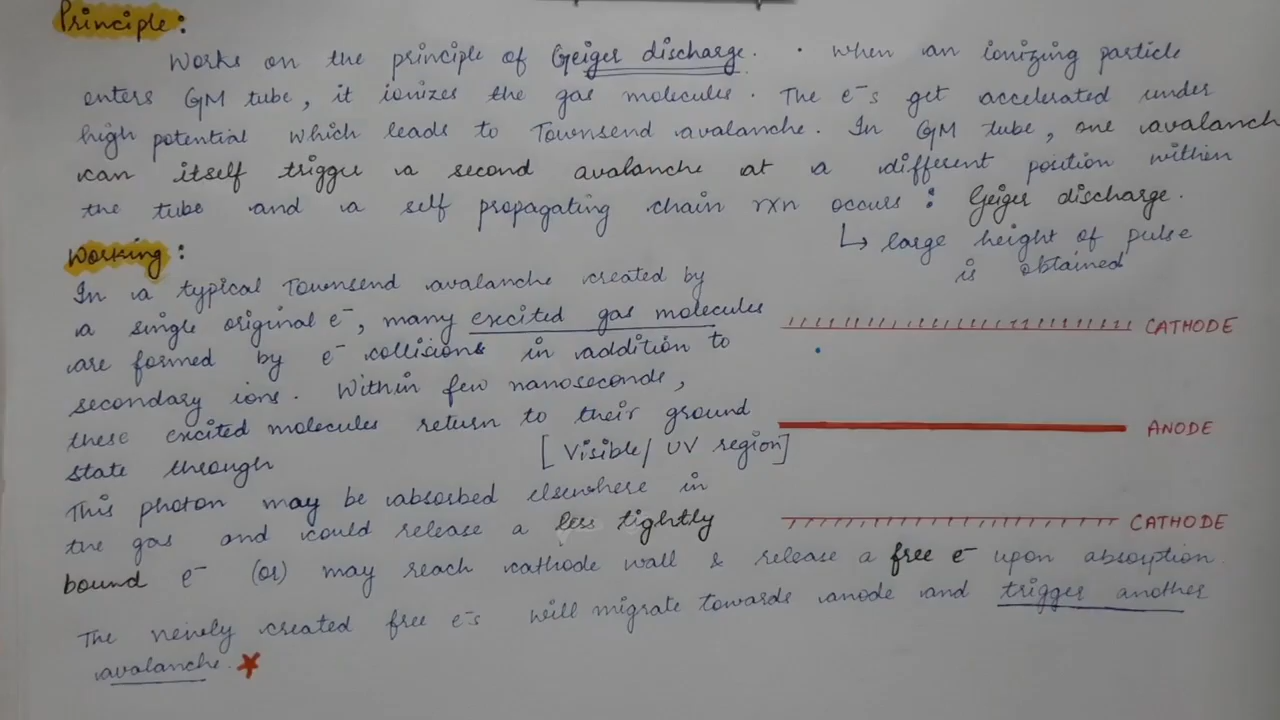 Principle:
Works on the principle of Geiger discharge. . when an ionizing particle
enters GM tube, it ionizes the gas molecules. The e⁻s get accelerated under
high potential which leads to Townsend avalanche. In GM tube, one avalanch
can itself trigger a second avalanche at a different position within
the tube and a self propagating chain rxn occurs : Geiger discharge.
↳ large height of pulse
is obtained
Working:
In a typical Townsend avalanche created by
a single original e⁻, many excited gas molecules
are formed by e⁻ collisions in addition to
secondary ions. Within few nanoseconds,
these excited molecules return to their ground
state through [Visible/ UV region]
This photon may be absorbed elsewhere in
the gas and could release a less tightly
bound e⁻ (or) may reach cathode wall & release a free e⁻ upon absorption.
The newly created free e⁻s will migrate towards anode and trigger another
avalanche.
CATHODE
ANODE
CATHODE